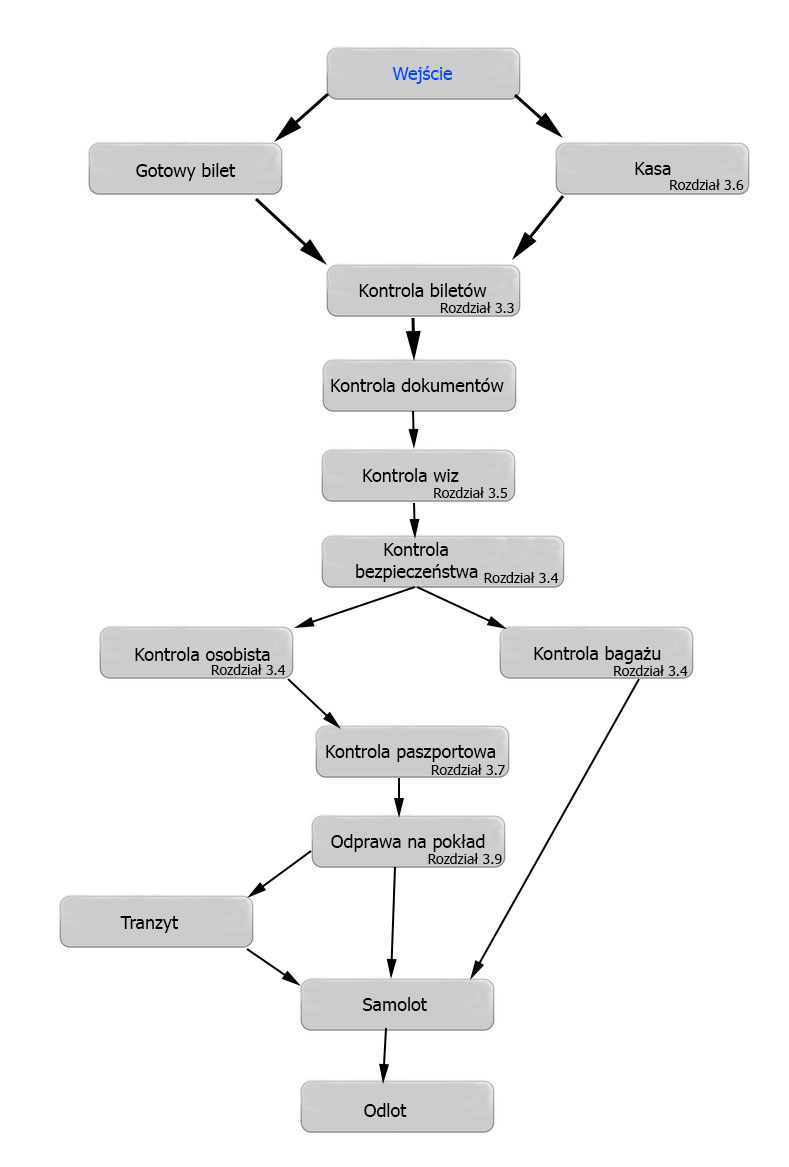 Wejście
Gotowy bilet
Kasa
Rozdział 3.6
Kontrola biletów
Rozdział 3.3
Kontrola dokumentów
Kontrola wiz
Rozdział 3.5
Kontrola
bezpieczeństwa
Rozdział 3.4
Kontrola osobista
Rozdział 3.4
Kontrola bagażu
Rozdział 3.4
Kontrola paszportowa
Rozdział 3.7
Odprawa na pokład
Rozdział 3.9
Tranzyt
Samolot
Odlot